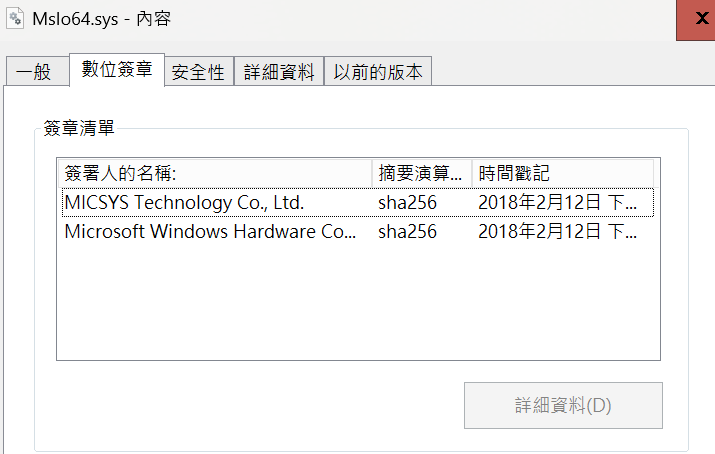 MsIo64.sys - 內容
一般 數位簽章 安全性 詳細資料 以前的版本
簽章清單
簽署人的名稱: 摘要演算... 時間戳記
MICSYS Technology Co., Ltd. sha256 2018年2月12日 下...
Microsoft Windows Hardware Co... sha256 2018年2月12日 下...
詳細資料(D)